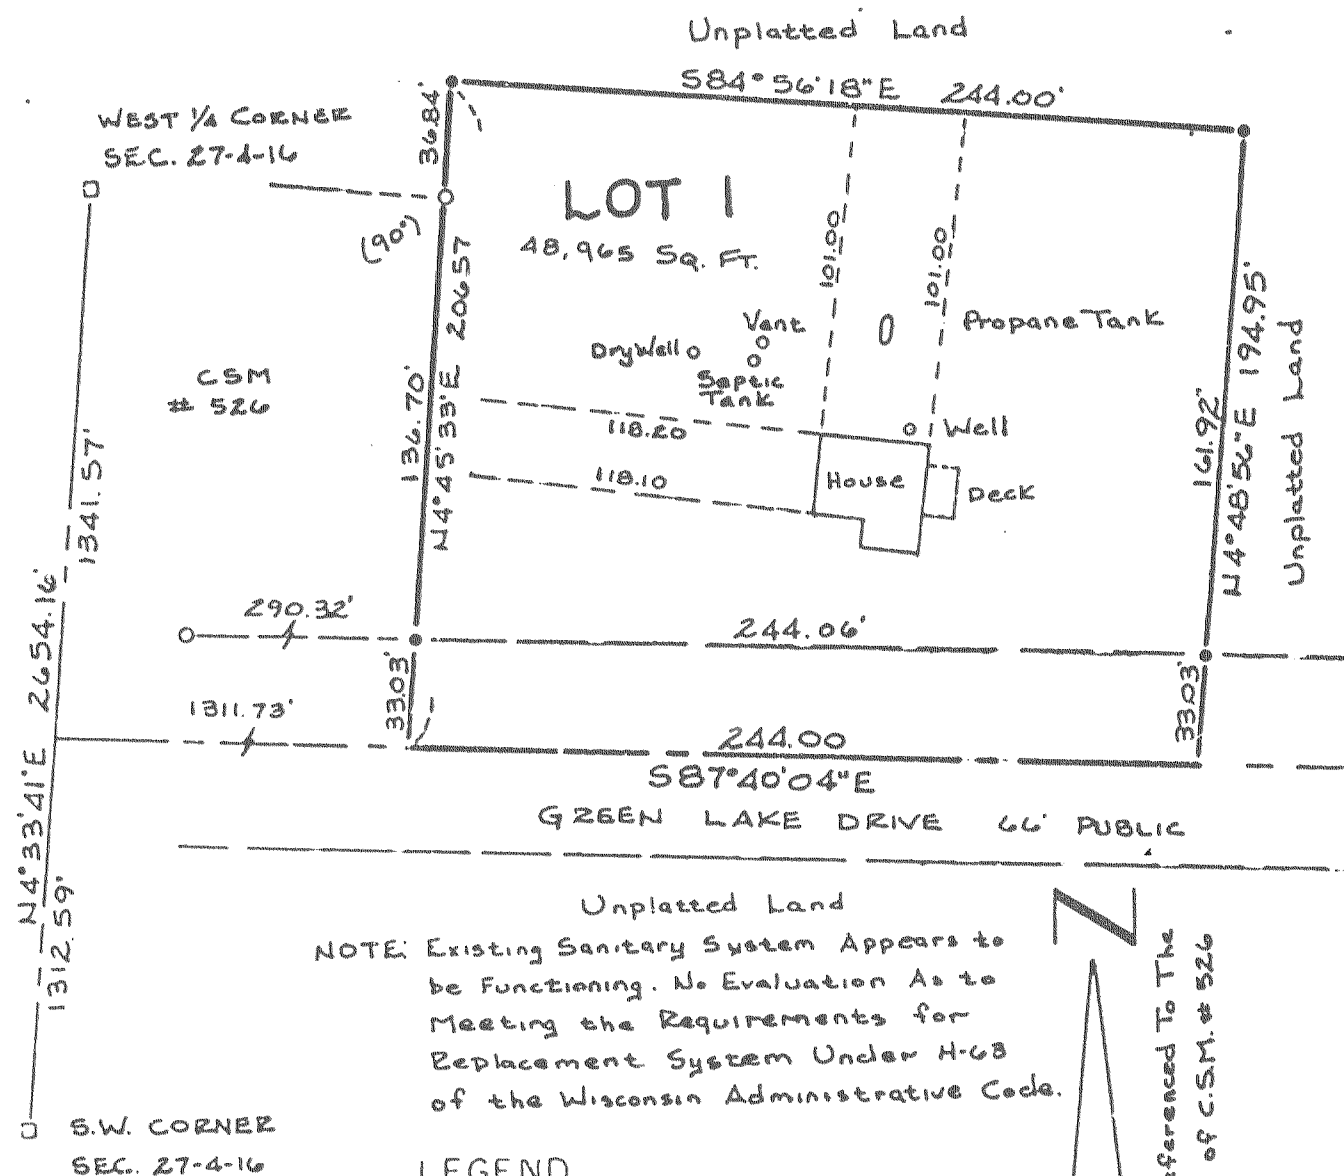 Unplatted Land
S84°56'18"E 244.00'
WEST 1/4 CORNER
SEC. 27-4-16
36.84'
LOT 1
48,965 SQ. FT.
(90°)
101.00
101.00
Vent
Propane Tank
DryWell
Septic
Tank
CSM
# 526
118.20
Well
118.10
House
Deck
136.70'
N4°45'33"E 206.57
161.92'
N4°48'56"E 194.95'
Unplatted Land
1341.57'
N4°33'41"E 2654.16'
1312.59'
290.32'
244.06'
33.03'
33.03'
1311.73'
244.00
S87°40'04"E
GREEN LAKE DRIVE 66' PUBLIC
Unplatted Land
NOTE: Existing Sanitary System Appears to
be Functioning. No Evaluation As to
Meeting the Requirements for
Replacement System Under H-63
of the Wisconsin Administrative Code.
N
ferenced To The
of C.S.M. # 526
S.W. CORNER
SEC. 27-4-16
LEGEND